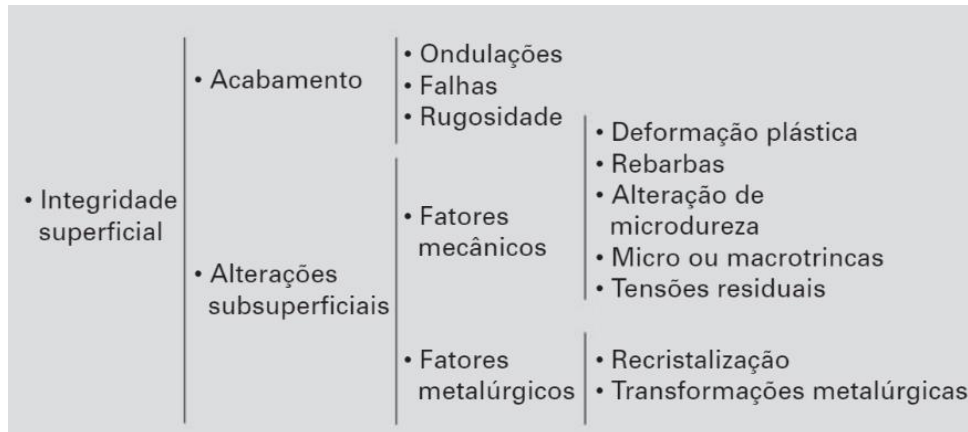 • Integridade
superficial
• Acabamento
• Ondulações
• Falhas
• Rugosidade
• Alterações
subsuperficiais
• Fatores
mecânicos
• Deformação plástica
• Rebarbas
• Alteração de
microdureza
• Micro ou macrotrincas
• Tensões residuais
• Fatores
metalúrgicos
• Recristalização
• Transformações metalúrgicas